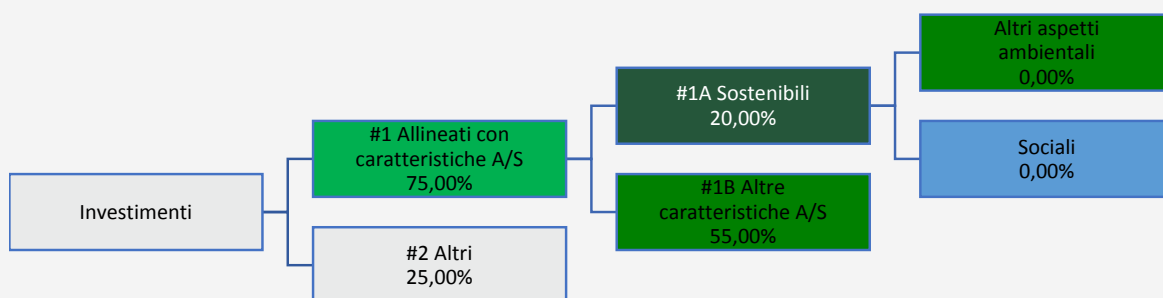 Investimenti
#1 Allineati con
caratteristiche A/S
75,00%
#2 Altri
25,00%
#1A Sostenibili
20,00%
#1B Altre
caratteristiche A/S
55,00%
Altri aspetti
ambientali
0,00%
Sociali
0,00%